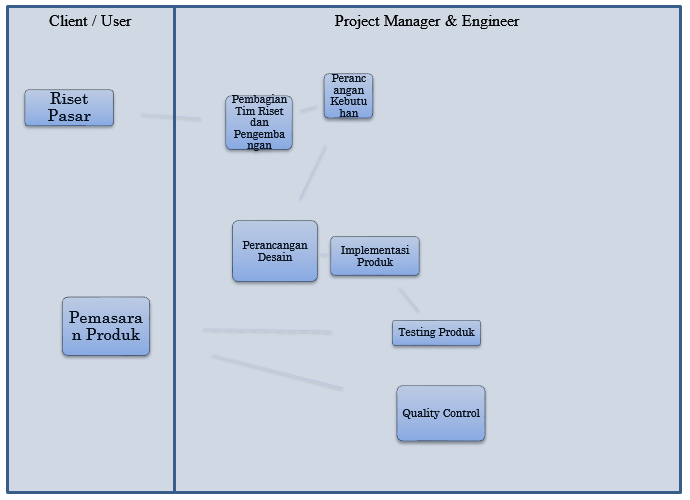 Client / User
Project Manager & Engineer
Riset
Pasar
Pembagian
Tim Riset
dan
Pengemba
ngan
Peranc
angan
Kebutu
han
Perancangan
Desain
Implementasi
Produk
Pemasara
n Produk
Testing Produk
Quality Control